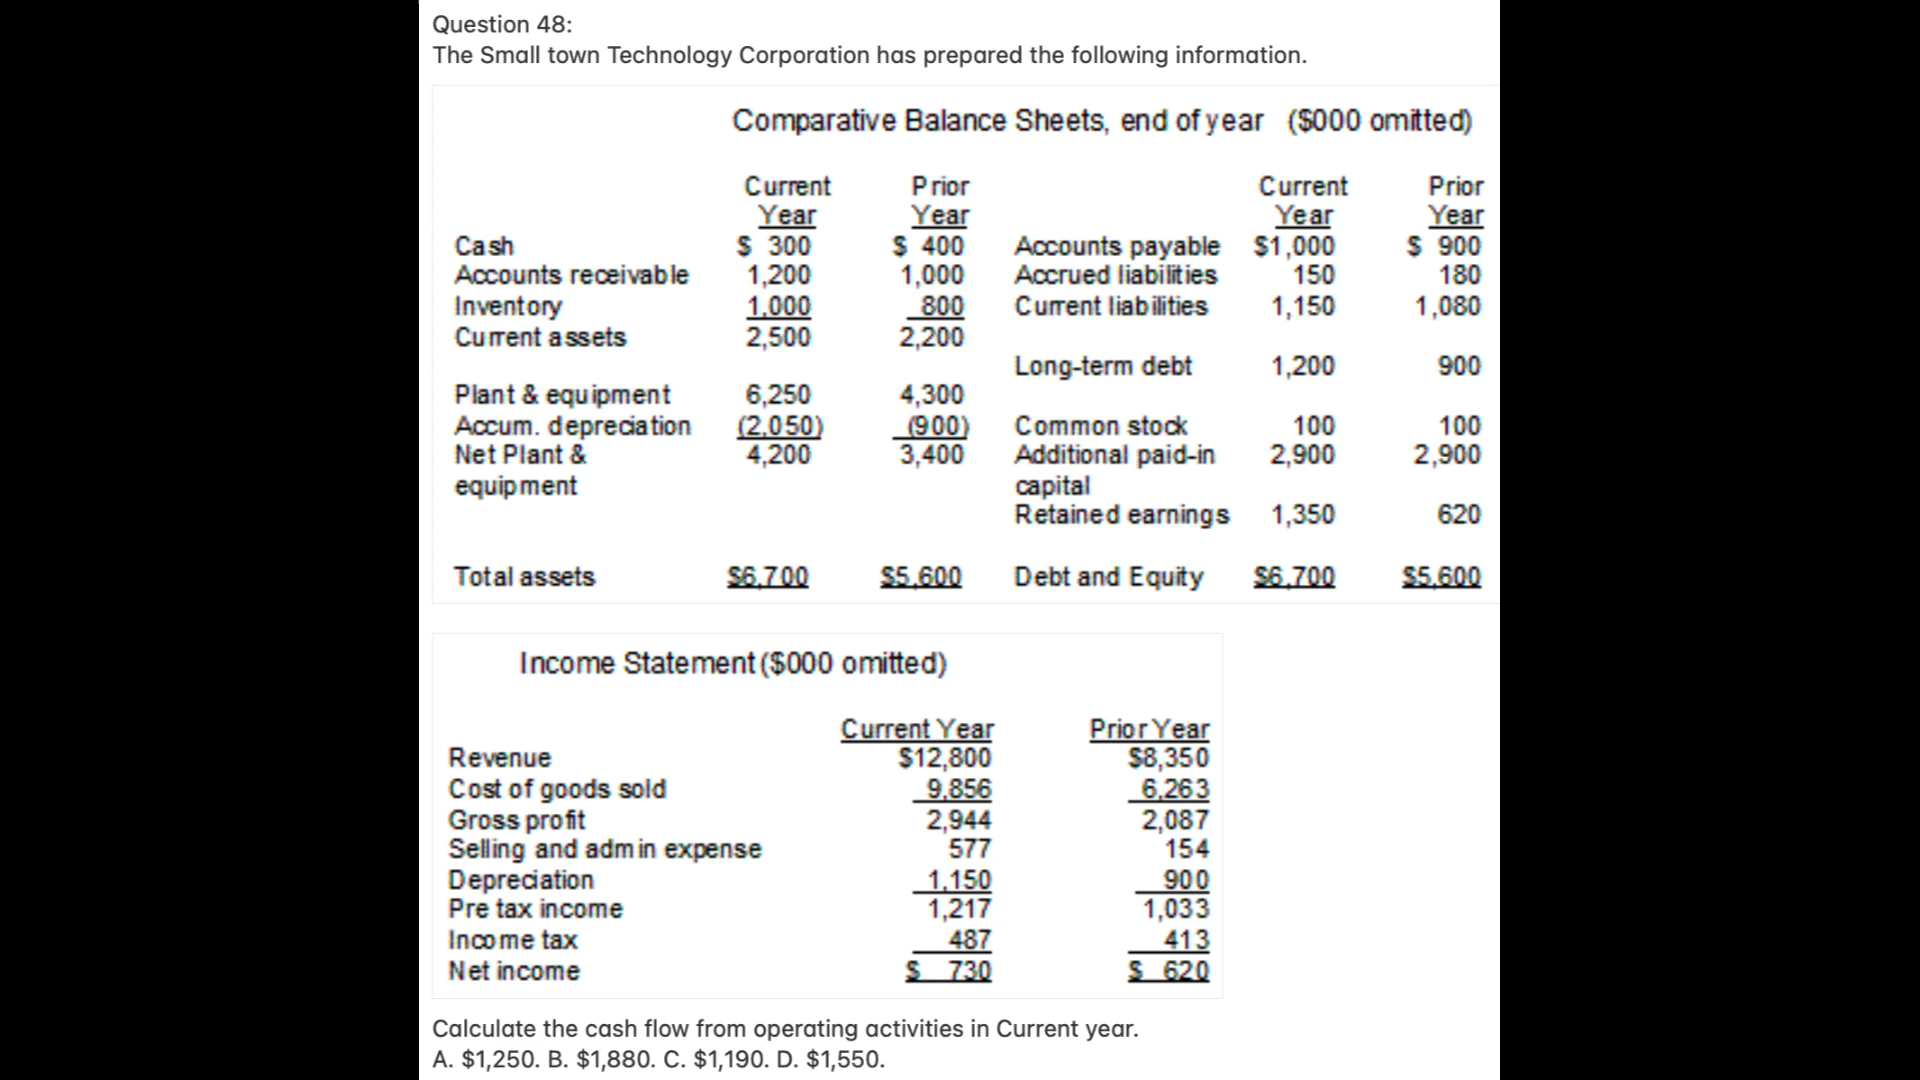 Question 48:
The Small town Technology Corporation has prepared the following information.
Comparative Balance Sheets, end of year ($000 omitted)
Current Prior Current Prior
Year Year Year Year
Cash $ 300 $ 400 Accounts payable $1,000 $ 900
Accounts receivable 1,200 1,000 Accrued liabilities 150 180
Inventory 1,000 800 Current liabilities 1,150 1,080
Current assets 2,500 2,200
Long-term debt 1,200 900
Plant & equipment 6,250 4,300
Accum. depreciation (2,050) (900) Common stock 100 100
Net Plant & 4,200 3,400 Additional paid-in 2,900 2,900
equipment capital
Retained earnings 1,350 620
Total assets $6,700 $5,600 Debt and Equity $6,700 $5,600
Income Statement ($000 omitted)
Current Year Prior Year
Revenue $12,800 $8,350
Cost of goods sold 9,856 6,263
Gross profit 2,944 2,087
Selling and admin expense 577 154
Depreciation 1,150 900
Pre tax income 1,217 1,033
Income tax 487 413
Net income $ 730 $ 620
Calculate the cash flow from operating activities in Current year.
A. $1,250. B. $1,880. C. $1,190. D. $1,550.